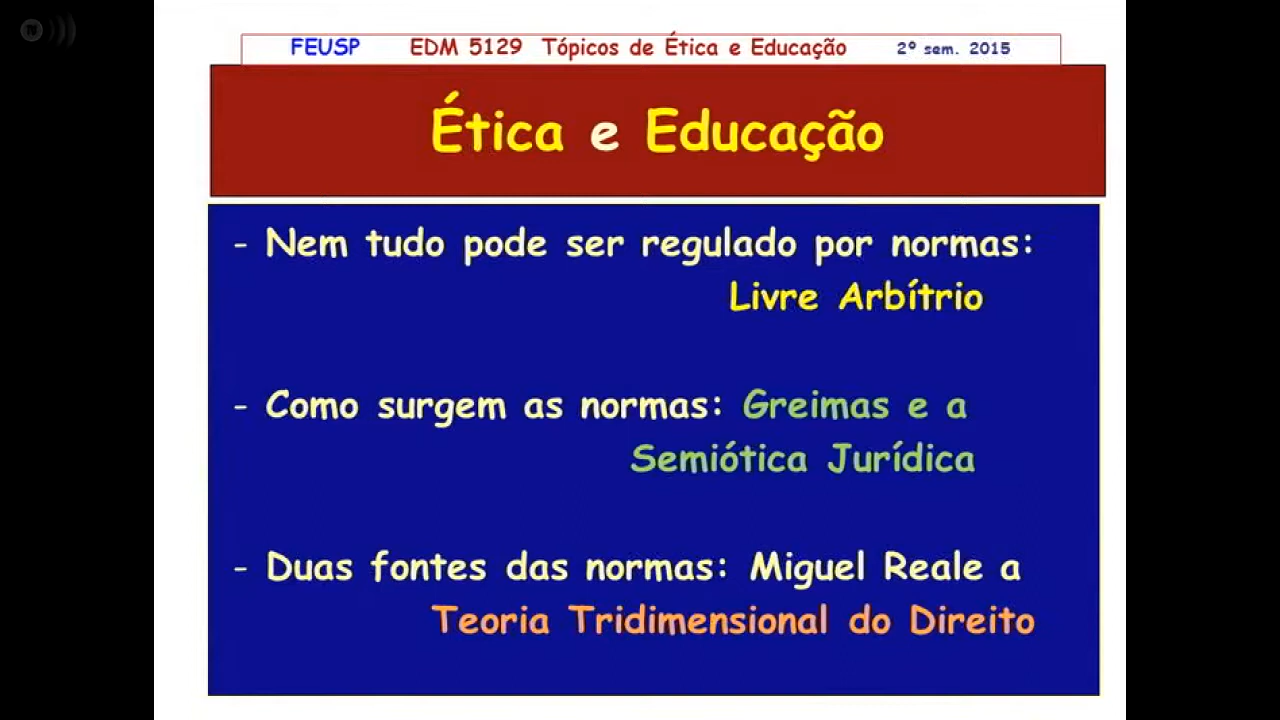 FEUSP EDM 5129 Tópicos de Ética e Educação 2º sem. 2015
Ética e Educação
- Nem tudo pode ser regulado por normas:
Livre Arbítrio
- Como surgem as normas: Greimas e a
Semiótica Jurídica
- Duas fontes das normas: Miguel Reale a
Teoria Tridimensional do Direito